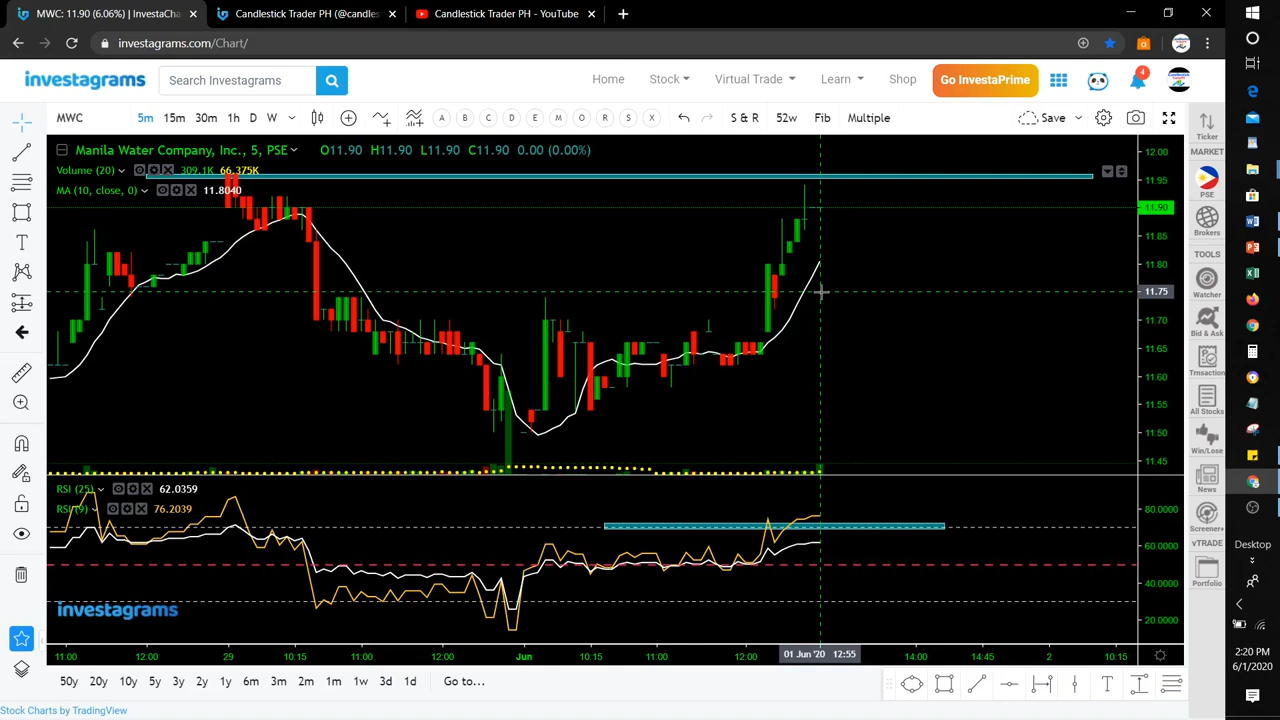 MWC: 11.90 (6.06%) | InvestaCha
Candlestick Trader PH (@candles
Candlestick Trader PH - YouTube
investagrams.com/Chart/
investagrams
Search Investagrams
Home
Stock
Virtual Trade
Learn
Shop
Go InvestaPrime
4
MWC
5m
15m
30m
1h
D
W
A
B
C
D
E
M
O
R
S
X
S & R
52w
Fib
Multiple
Save
Manila Water Company, Inc., 5, PSE
O11.90 H11.90 L11.90 C11.90 0.00 (0.00%)
Volume (20)
309.1K 66.375K
MA (10, close, 0)
11.8040
12.00
11.95
11.90
11.85
11.80
11.75
11.70
11.65
11.60
11.55
11.50
11.45
RSI (25)
62.0359
RSI (9)
76.2039
80.0000
60.0000
40.0000
20.0000
investagrams
11:00
12:00
29
10:15
11:00
12:00
Jun
10:15
11:00
12:00
01 Jun '20 12:55
14:00
14:45
2
10:15
50y
20y
10y
5y
3y
2y
1y
6m
3m
2m
1m
1w
3d
1d
Go to...
Stock Charts by TradingView
Ticker
MARKET
PSE
Brokers
TOOLS
Watcher
Bid & Ask
Trnsaction
All Stocks
Win/Lose
News
Screener+
vTRADE
Portfolio
Desktop
2:20 PM
6/1/2020